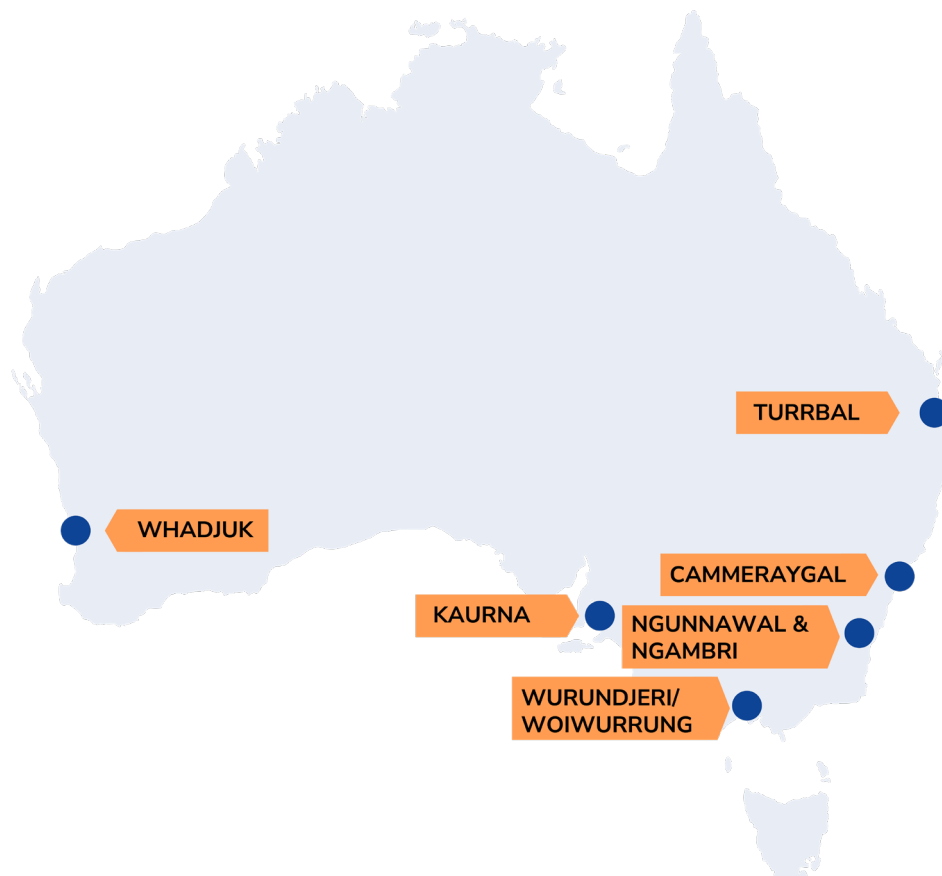 TURRBAL
WHADJUK
CAMMERAYGAL
KAURNA
NGUNNAWAL &
NGAMBRI
WURUNDJERI/
WOIWURRUNG